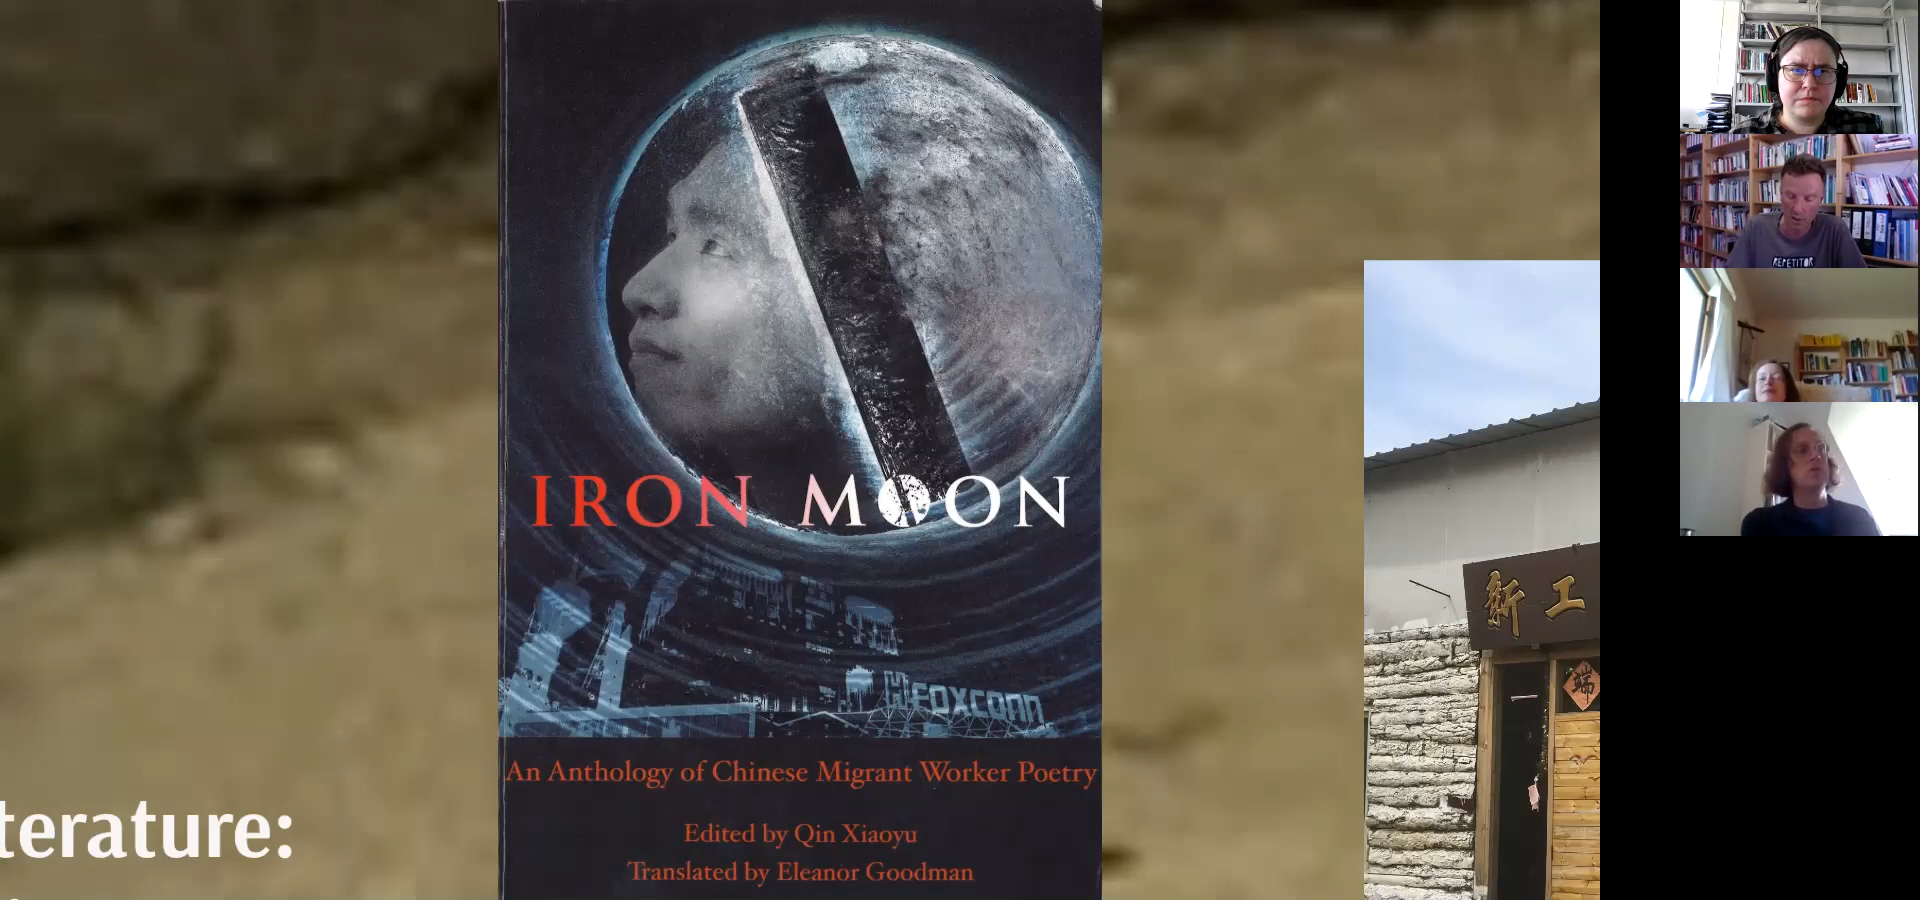 IRON MOON
FOXCONN
An Anthology of Chinese Migrant Worker Poetry
Edited by Qin Xiaoyu
Translated by Eleanor Goodman
terature:
新工
端
REPETITOR